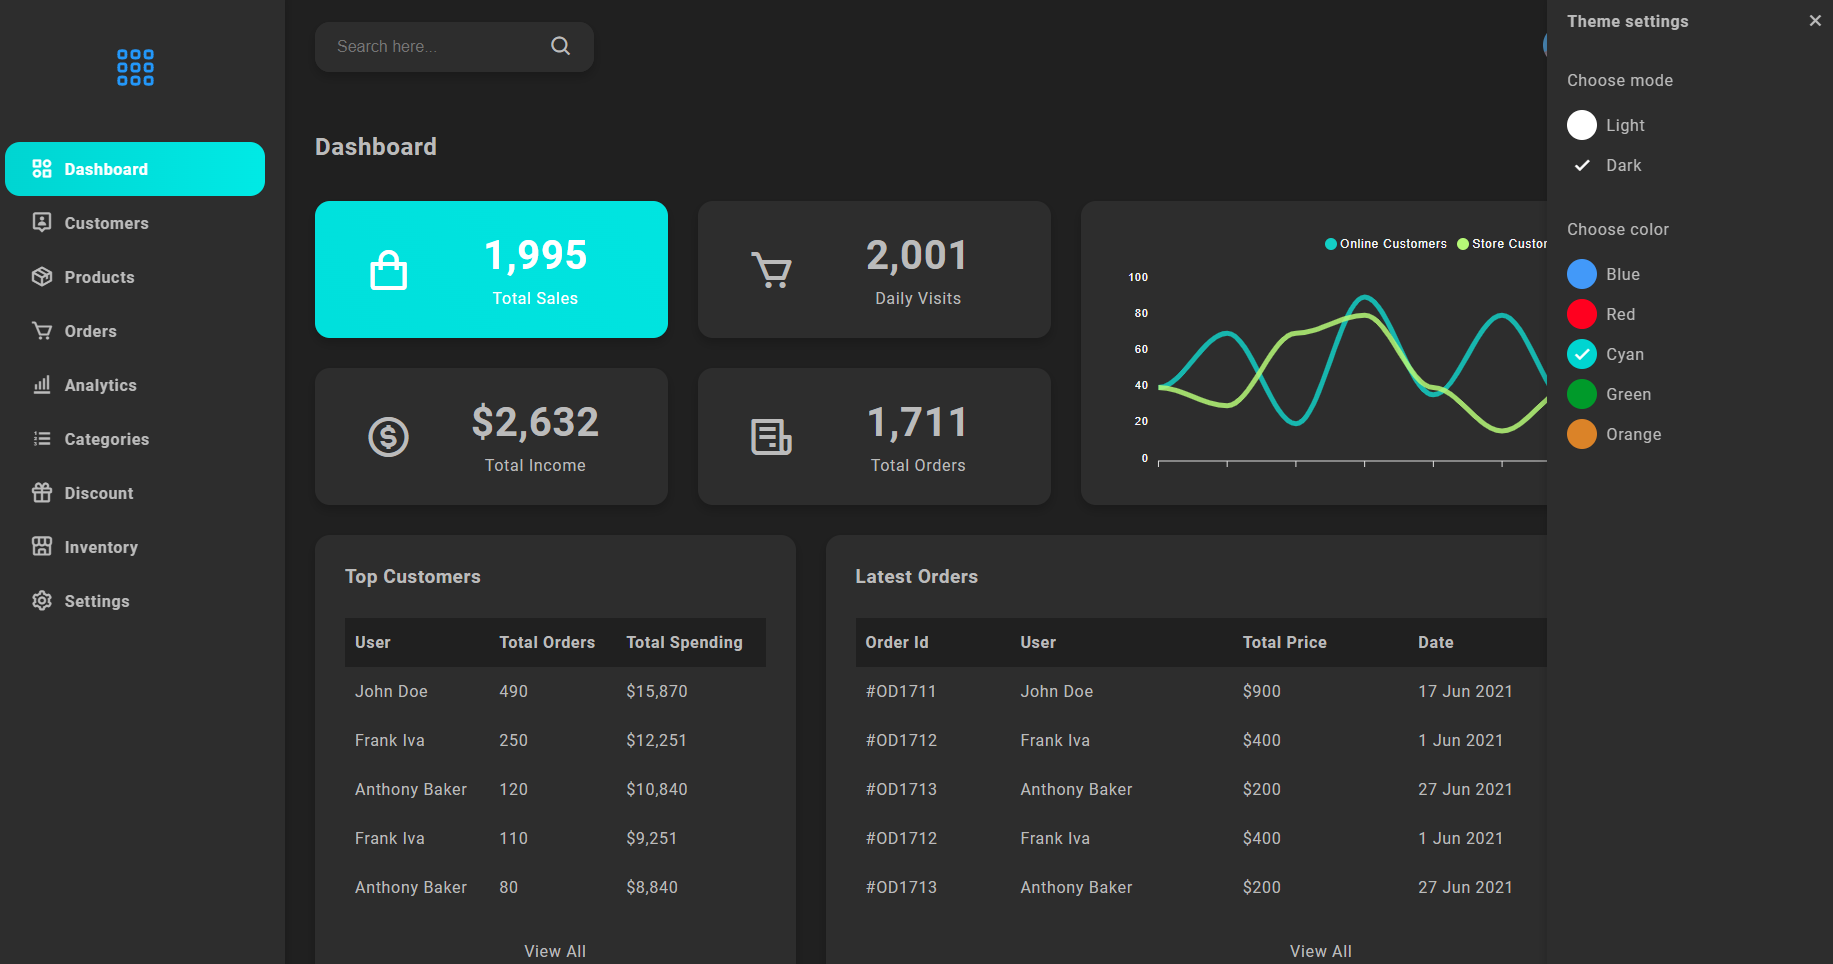 Dashboard
Customers
Products
Orders
Analytics
Categories
Discount
Inventory
Settings
Search here...
Dashboard
1,995
Total Sales
2,001
Daily Visits
$2,632
Total Income
1,711
Total Orders
Online Customers Store Custor
100
80
60
40
20
0
Top Customers
User Total Orders Total Spending
John Doe 490 $15,870
Frank Iva 250 $12,251
Anthony Baker 120 $10,840
Frank Iva 110 $9,251
Anthony Baker 80 $8,840
View All
Latest Orders
Order Id User Total Price Date
#OD1711 John Doe $900 17 Jun 2021
#OD1712 Frank Iva $400 1 Jun 2021
#OD1713 Anthony Baker $200 27 Jun 2021
#OD1712 Frank Iva $400 1 Jun 2021
#OD1713 Anthony Baker $200 27 Jun 2021
View All
Theme settings
Choose mode
Light
Dark
Choose color
Blue
Red
Cyan
Green
Orange